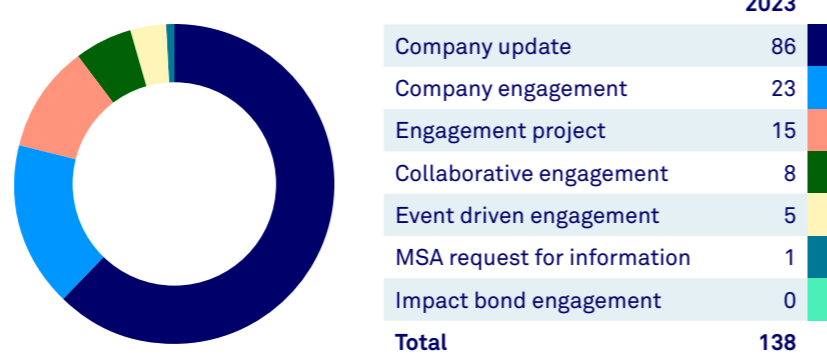 2023
Company update 86
Company engagement 23
Engagement project 15
Collaborative engagement 8
Event driven engagement 5
MSA request for information 1
Impact bond engagement 0
Total 138